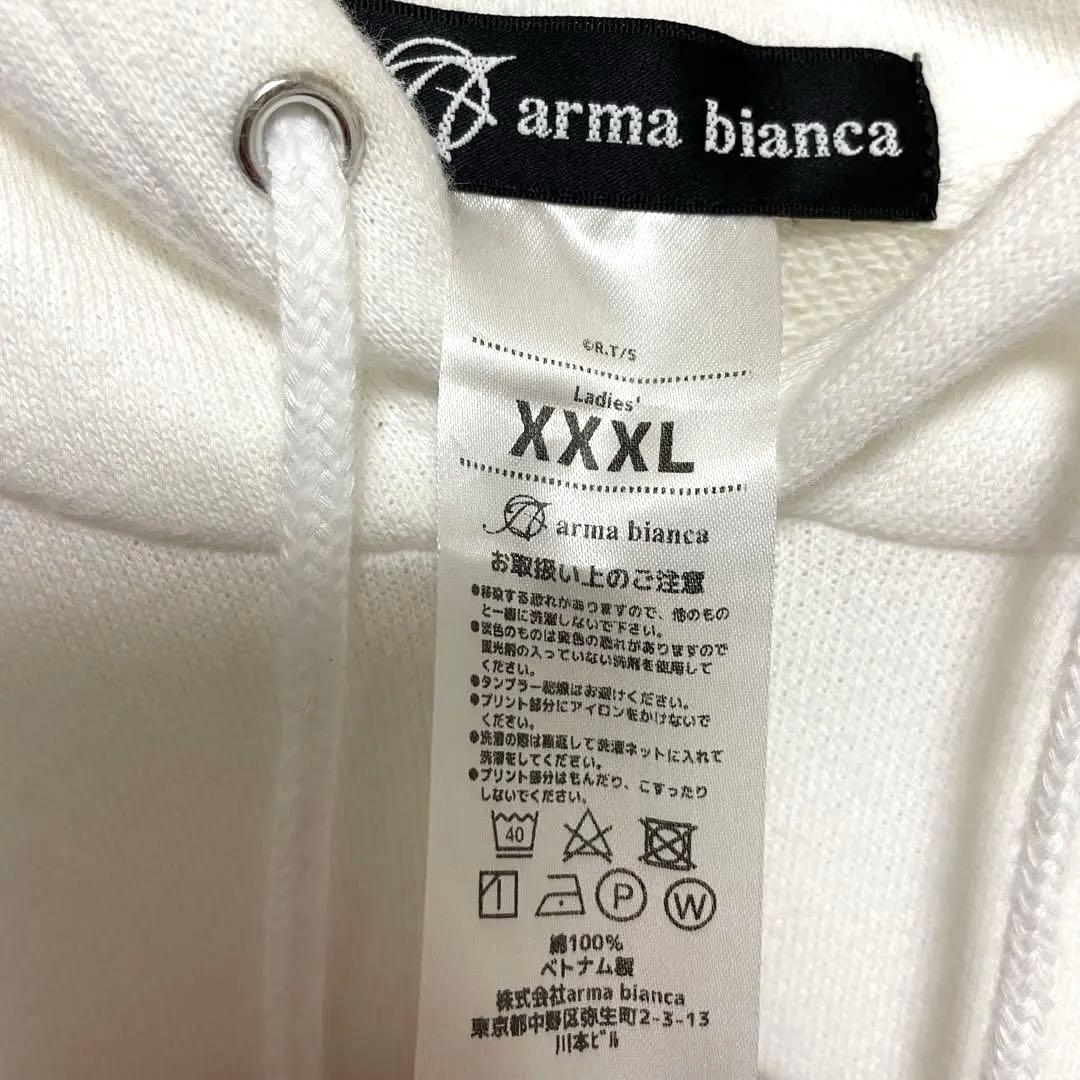 arma bianca
©R.T/S
Ladies'
XXXL
arma bianca
お取扱い上のご注意
●移染する恐れがありますので、他のもの
と一緒に洗濯しないで下さい。
●淡色のものは変色の恐れがありますので
蛍光剤の入っていない洗剤を使用して
ください。
●タンブラー乾燥はお避けください。
●プリント部分にアイロンをかけないで
ください。
●洗濯の際は裏返して洗濯ネットに入れて
洗濯をしてください。
●プリント部分はもんだり、こすったり
しないでください。
40
P
W
綿100%
ベトナム製
株式会社arma bianca
東京都中野区弥生町2-3-13
川本ビル